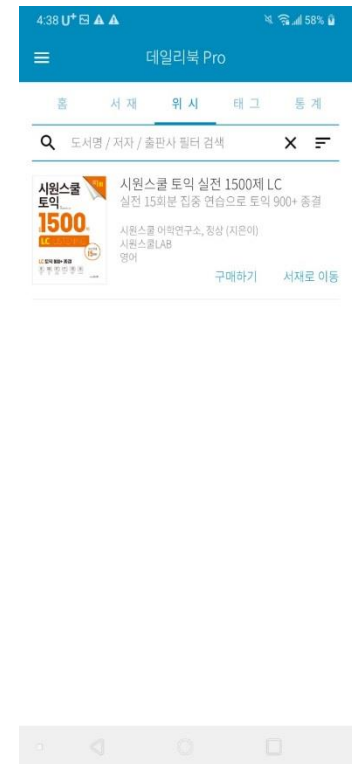 4:38 U+ 58%
데일리북 Pro
홈 서재 위시 태그 통계
도서명 / 저자 / 출판사 필터 검색
시원스쿨 토익 실전 1500제 LC
실전 15회분 집중 연습으로 토익 900+ 종결
시원스쿨 어학연구소, 정상 (지은이)
시원스쿨LAB
영어
구매하기 서재로 이동
시원스쿨
토익
1500
LC